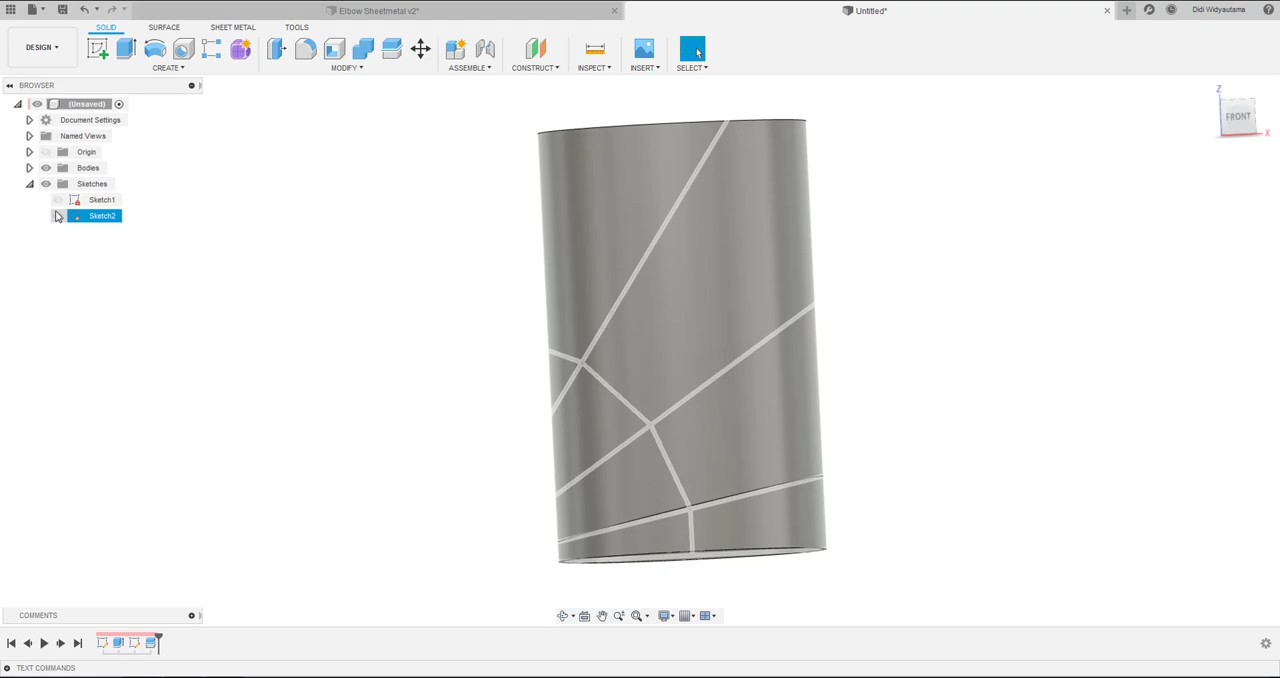 Elbow Sheetmetal v2*
Untitled*
Didi Widyautama
DESIGN
SOLID
SURFACE
SHEET METAL
TOOLS
CREATE
MODIFY
ASSEMBLE
CONSTRUCT
INSPECT
INSERT
SELECT
BROWSER
(Unsaved)
Document Settings
Named Views
Origin
Bodies
Sketches
Sketch1
Sketch2
Z
FRONT
X
COMMENTS
TEXT COMMANDS